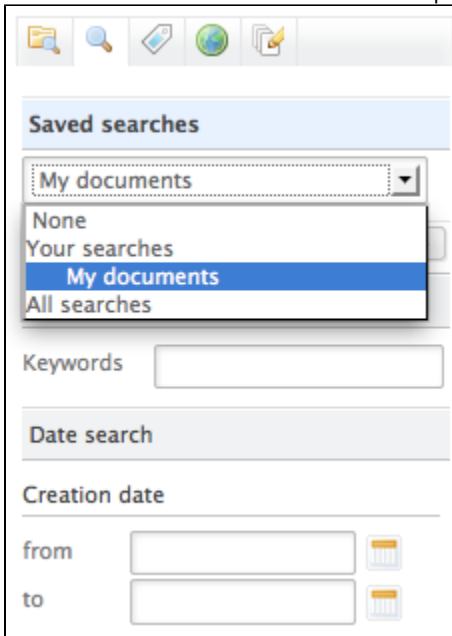 Saved searches
My documents
None
Your searches
My documents
All searches
Keywords
Date search
Creation date
from
to